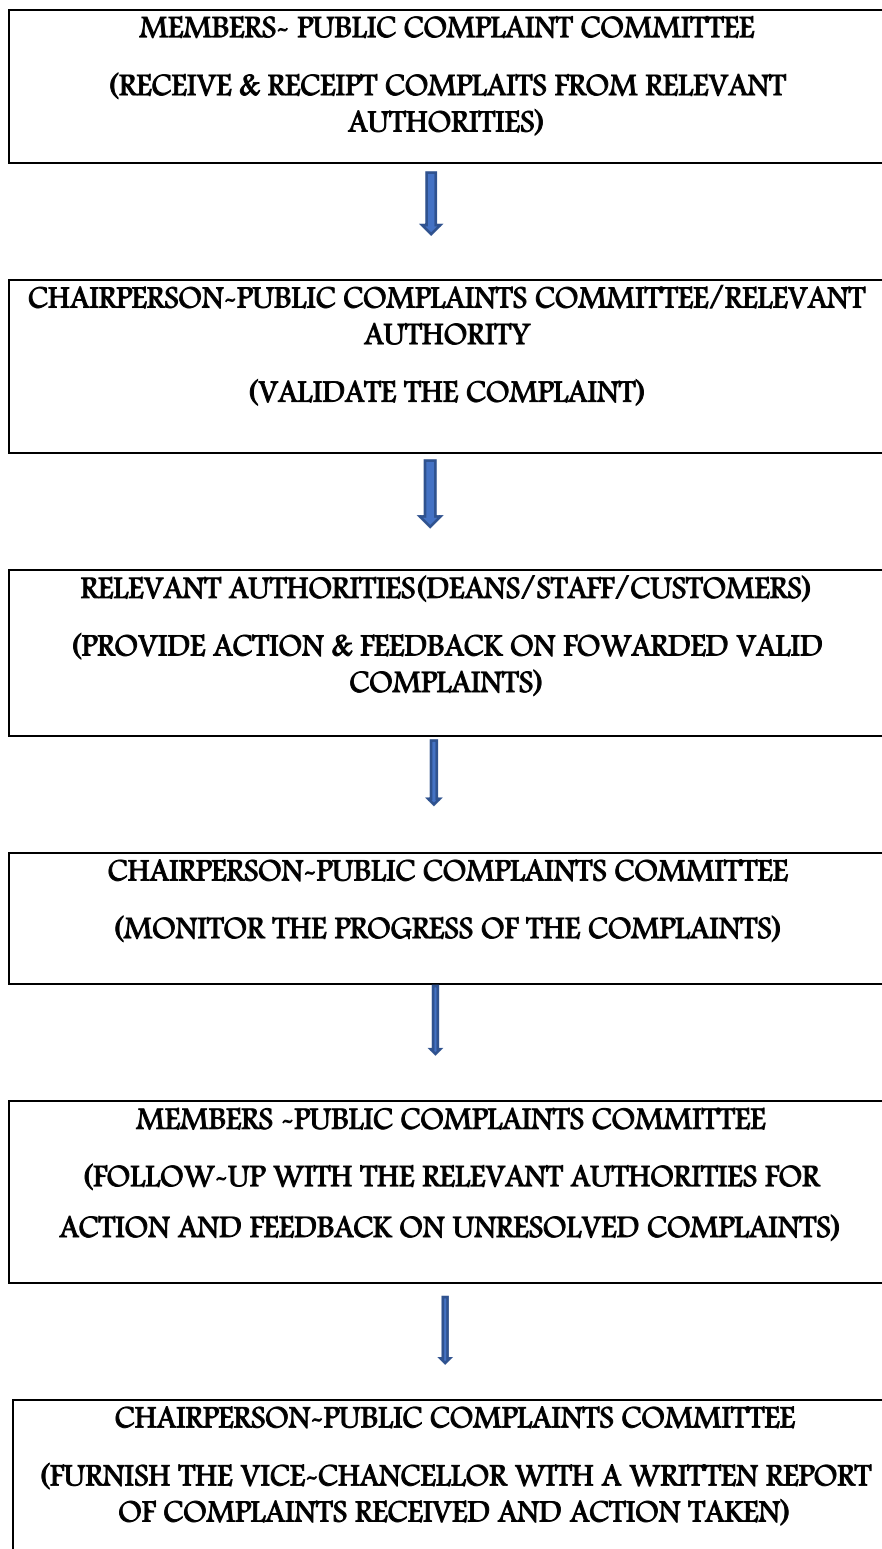 MEMBERS- PUBLIC COMPLAINT COMMITTEE
(RECEIVE & RECEIPT COMPLAITS FROM RELEVANT
AUTHORITIES)
CHAIRPERSON-PUBLIC COMPLAINTS COMMITTEE/RELEVANT
AUTHORITY
(VALIDATE THE COMPLAINT)
RELEVANT AUTHORITIES(DEANS/STAFF/CUSTOMERS)
(PROVIDE ACTION & FEEDBACK ON FOWARDED VALID
COMPLAINTS)
CHAIRPERSON-PUBLIC COMPLAINTS COMMITTEE
(MONITOR THE PROGRESS OF THE COMPLAINTS)
MEMBERS -PUBLIC COMPLAINTS COMMITTEE
(FOLLOW-UP WITH THE RELEVANT AUTHORITIES FOR
ACTION AND FEEDBACK ON UNRESOLVED COMPLAINTS)
CHAIRPERSON-PUBLIC COMPLAINTS COMMITTEE
(FURNISH THE VICE-CHANCELLOR WITH A WRITTEN REPORT
OF COMPLAINTS RECEIVED AND ACTION TAKEN)